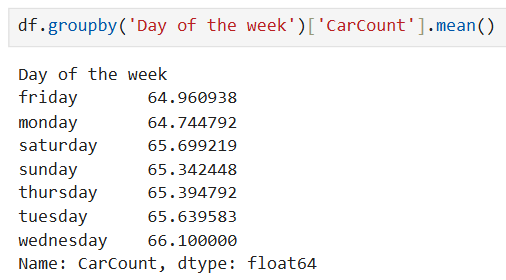 df.groupby('Day of the week')['CarCount'].mean()
Day of the week
friday       64.960938
monday       64.744792
saturday     65.699219
sunday       65.342448
thursday     65.394792
tuesday      65.639583
wednesday    66.100000
Name: CarCount, dtype: float64